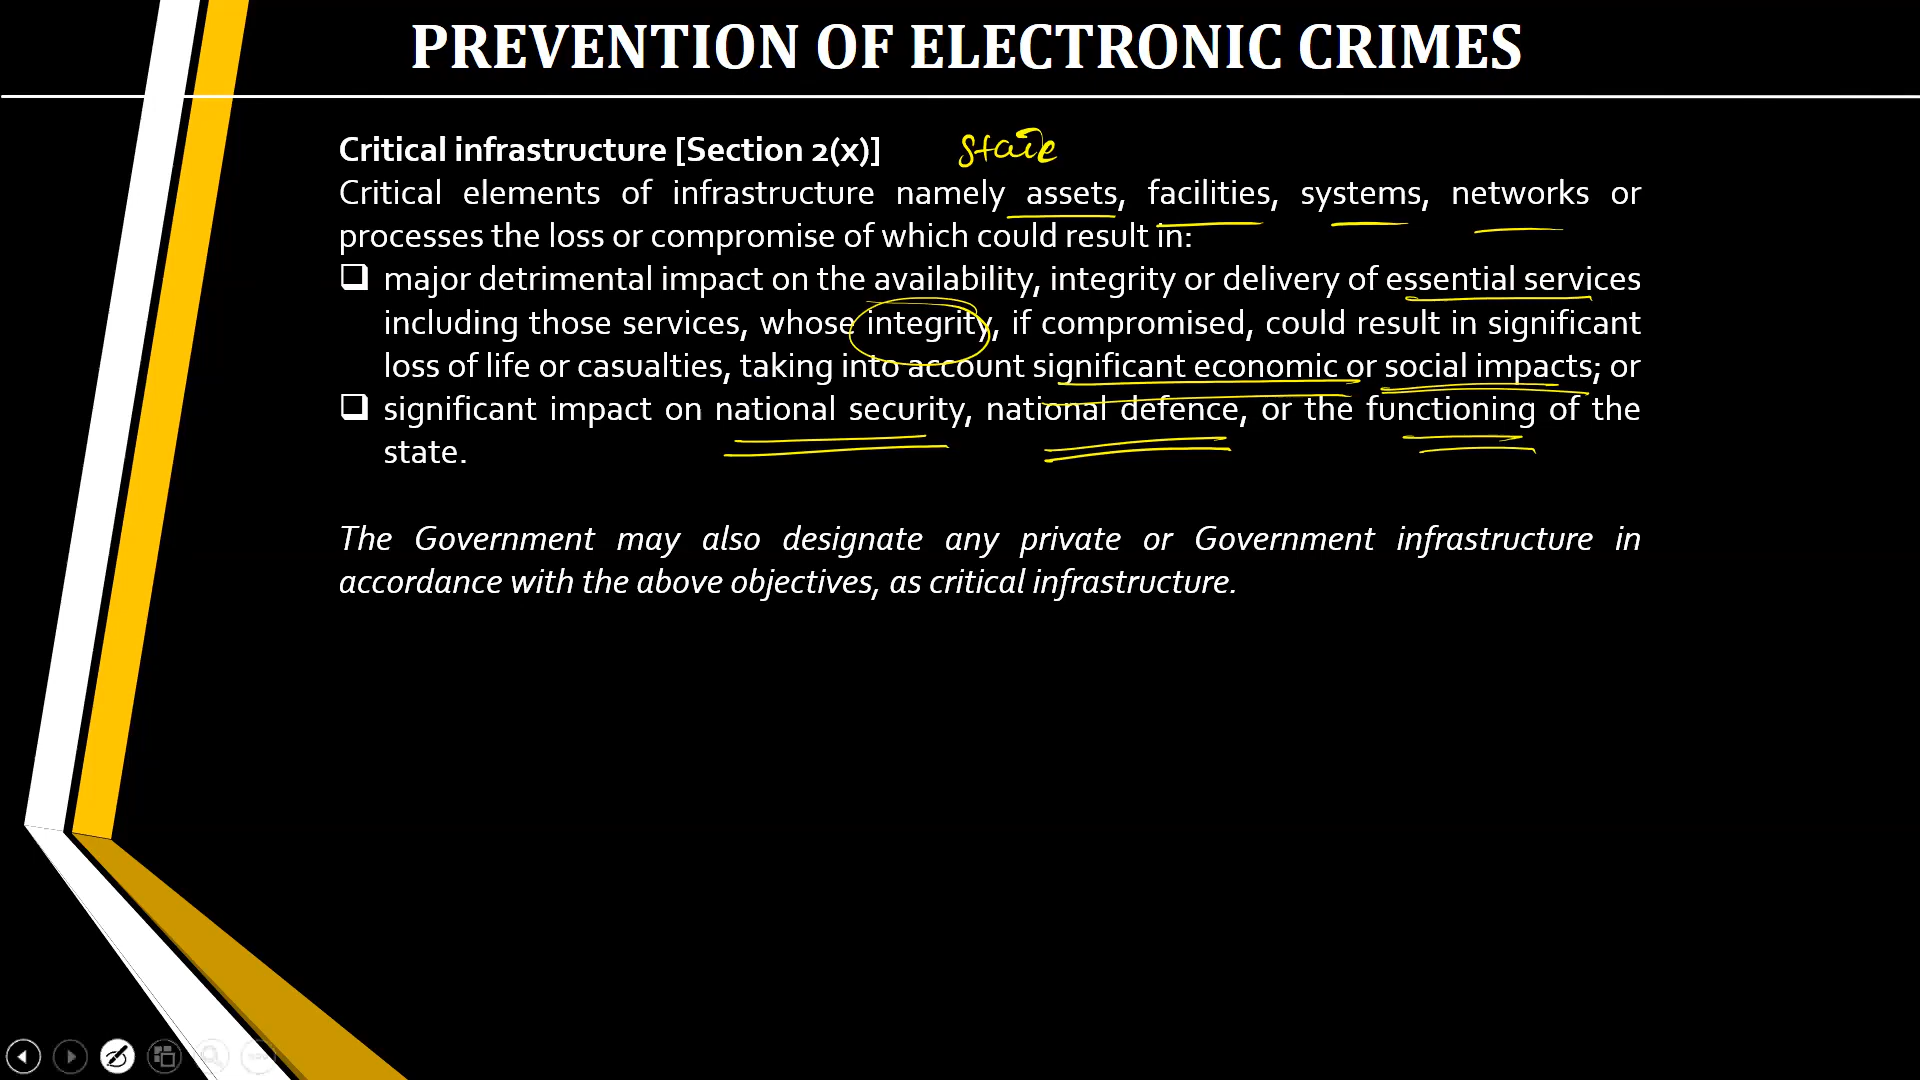 PREVENTION OF ELECTRONIC CRIMES
Critical infrastructure [Section 2(x)] State
Critical elements of infrastructure namely assets, facilities, systems, networks or
processes the loss or compromise of which could result in:
major detrimental impact on the availability, integrity or delivery of essential services
including those services, whose integrity, if compromised, could result in significant
loss of life or casualties, taking into account significant economic or social impacts; or
significant impact on national security, national defence, or the functioning of the
state.
The Government may also designate any private or Government infrastructure in
accordance with the above objectives, as critical infrastructure.